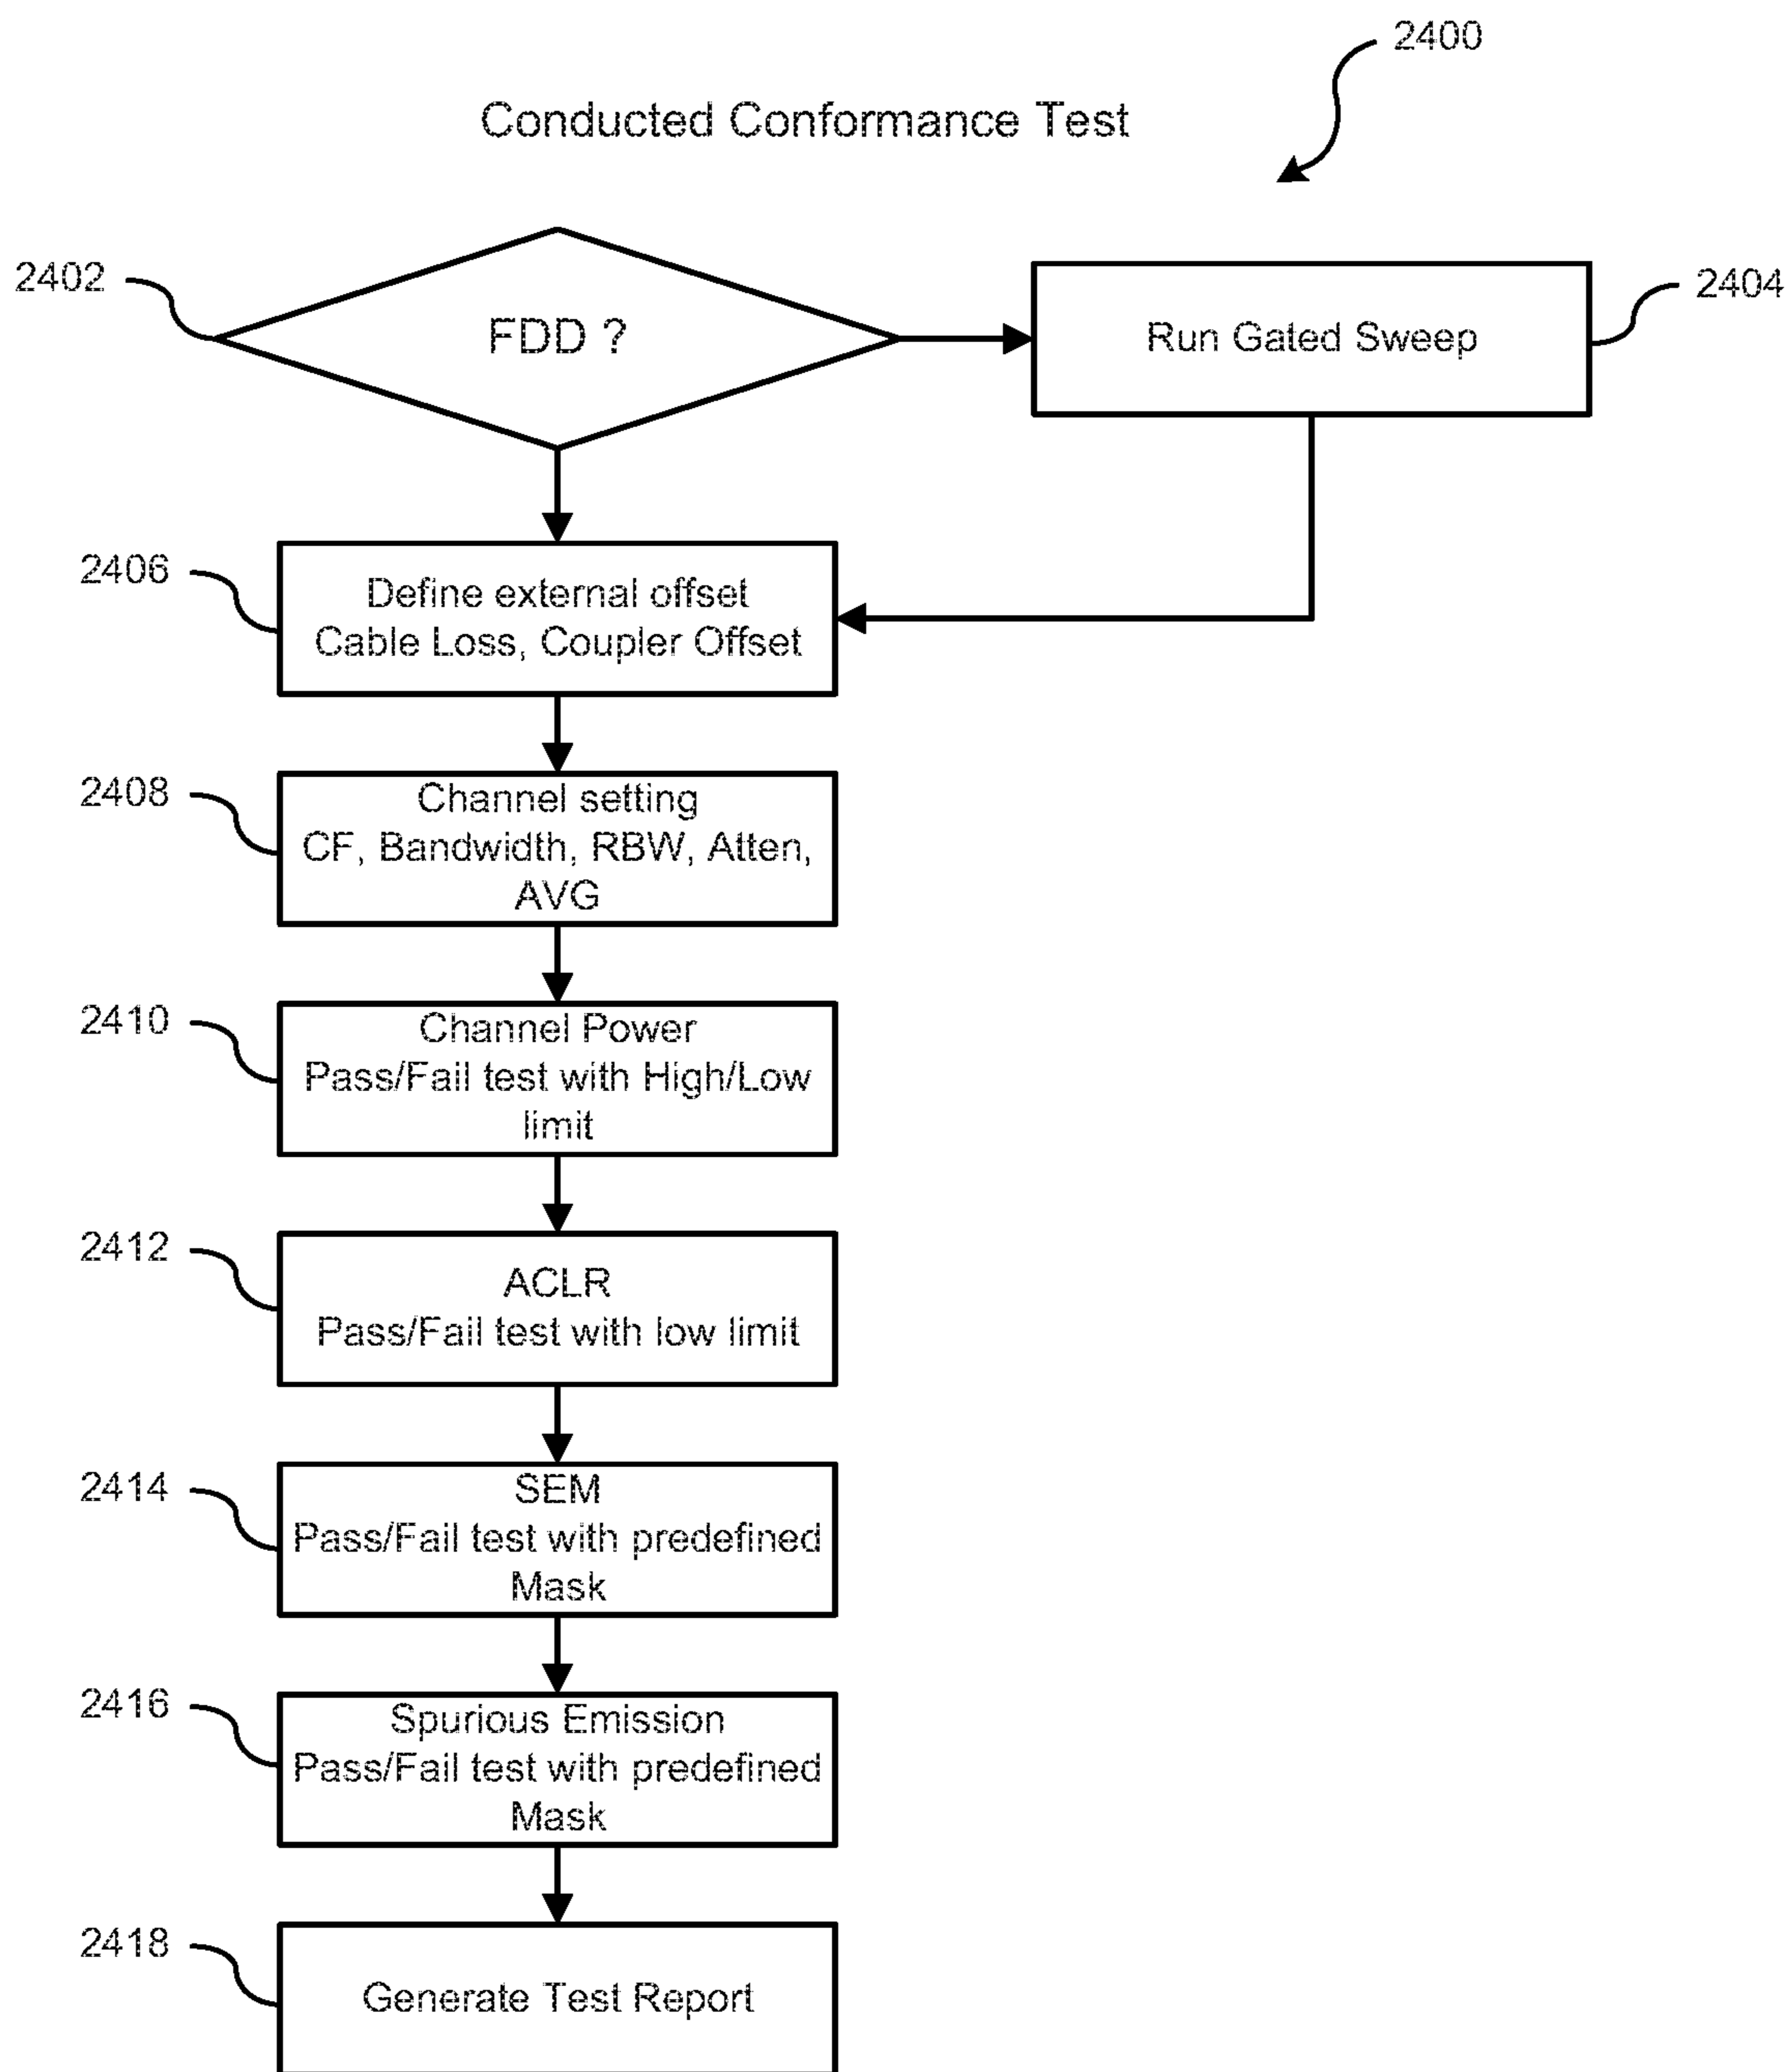 2400
Conducted Conformance Test
2402
FDD ?
Run Gated Sweep
2404
2406
Define external offset
Cable Loss, Coupler Offset
2408
Channel setting
CF, Bandwidth, RBW, Atten,
AVG
2410
Channel Power
Pass/Fail test with High/Low
limit
2412
ACLR
Pass/Fail test with low limit
2414
SEM
Pass/Fail test with predefined
Mask
2416
Spurious Emission
Pass/Fail test with predefined
Mask
2418
Generate Test Report